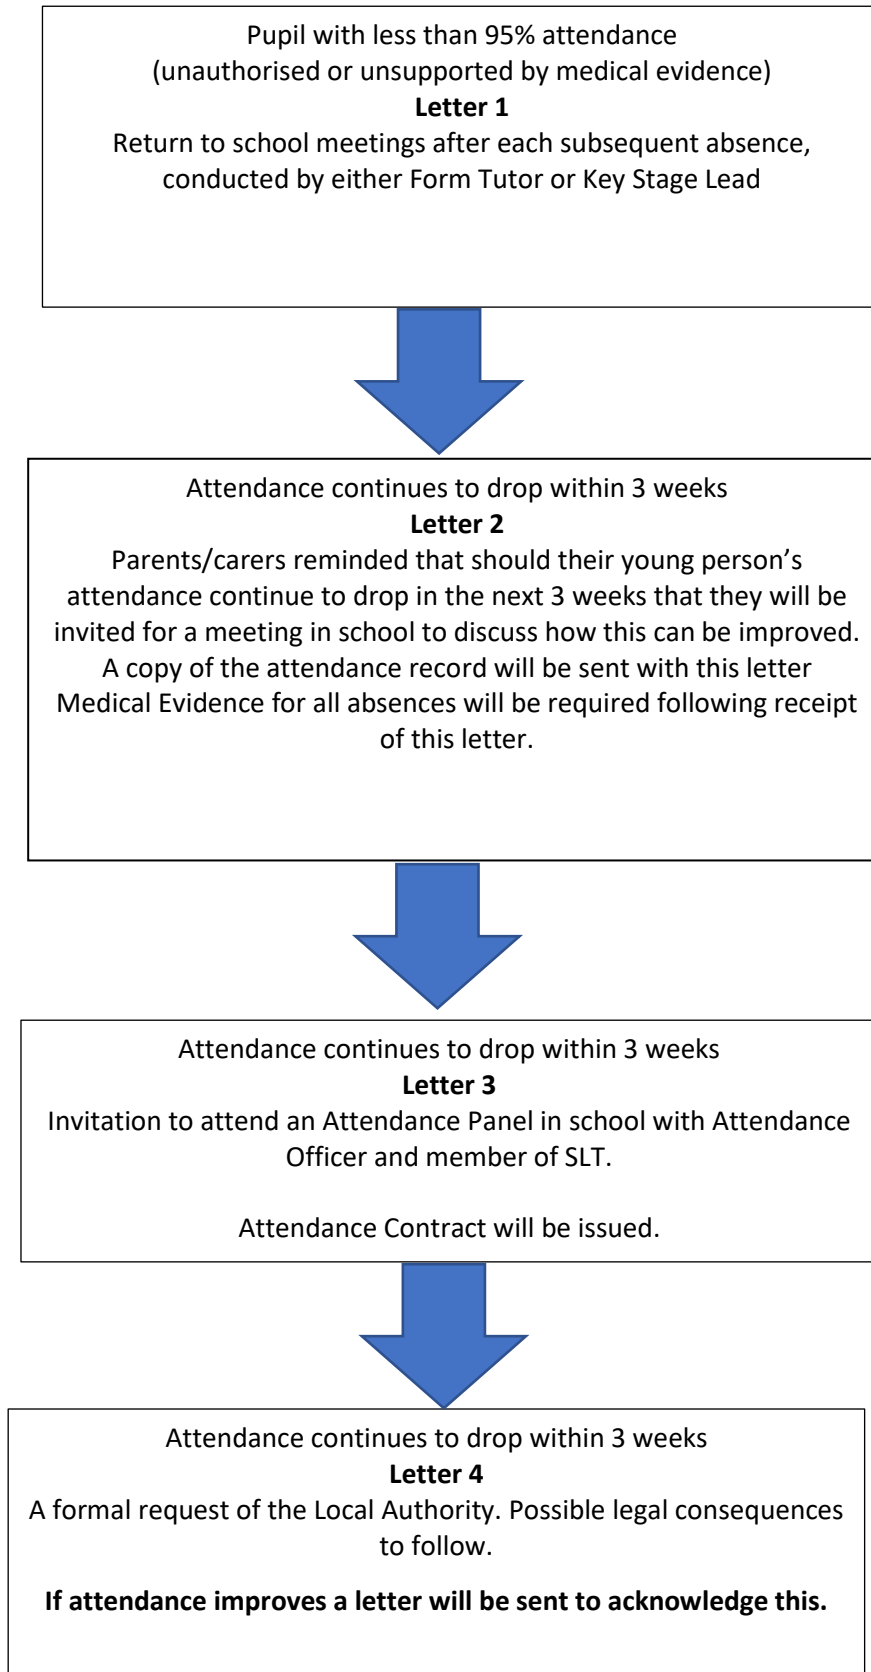 Pupil with less than 95% attendance
(unauthorised or unsupported by medical evidence)
Letter 1
Return to school meetings after each subsequent absence,
conducted by either Form Tutor or Key Stage Lead
Attendance continues to drop within 3 weeks
Letter 2
Parents/carers reminded that should their young person’s
attendance continue to drop in the next 3 weeks that they will be
invited for a meeting in school to discuss how this can be improved.
A copy of the attendance record will be sent with this letter
Medical Evidence for all absences will be required following receipt
of this letter.
Attendance continues to drop within 3 weeks
Letter 3
Invitation to attend an Attendance Panel in school with Attendance
Officer and member of SLT.
Attendance Contract will be issued.
Attendance continues to drop within 3 weeks
Letter 4
A formal request of the Local Authority. Possible legal consequences
to follow.
If attendance improves a letter will be sent to acknowledge this.